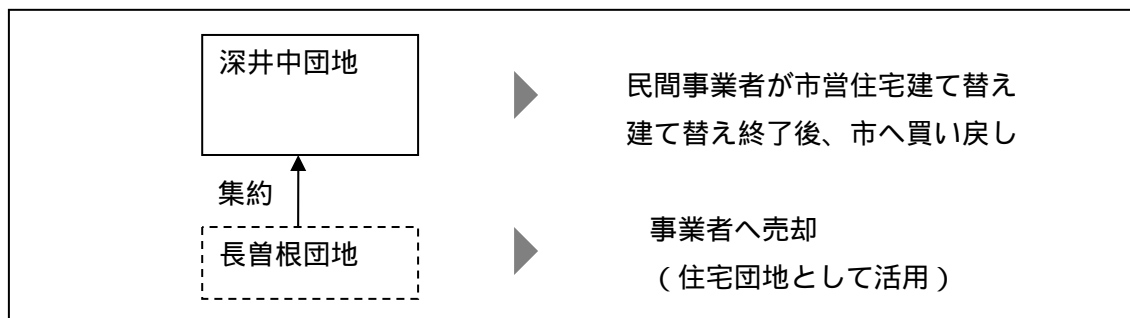 深井中団地
民間事業者が市営住宅建て替え
建て替え終了後、市へ買い戻し
集約
長曽根団地
事業者へ売却
（住宅団地として活用）